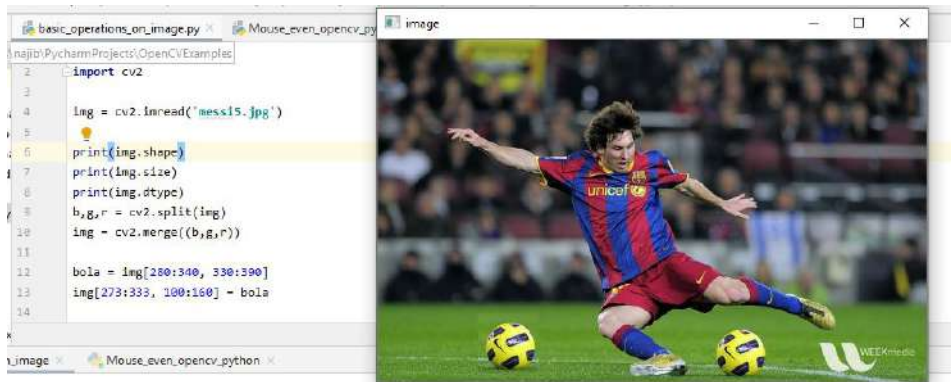 basic_operations_on_image.py × Mouse_even_opencv_py
najib\PycharmProjects\OpenCVExamples
2 import cv2
3
4 img = cv2.imread('messi5.jpg')
5
6 print(img.shape)
7 print(img.size)
8 print(img.dtype)
9 b,g,r = cv2.split(img)
10 img = cv2.merge((b,g,r))
11
12 bola = img[280:340, 330:390]
13 img[273:333, 100:160] = bola
14
_image × Mouse_even_opencv_python ×
image
unicef
WEEKmedia